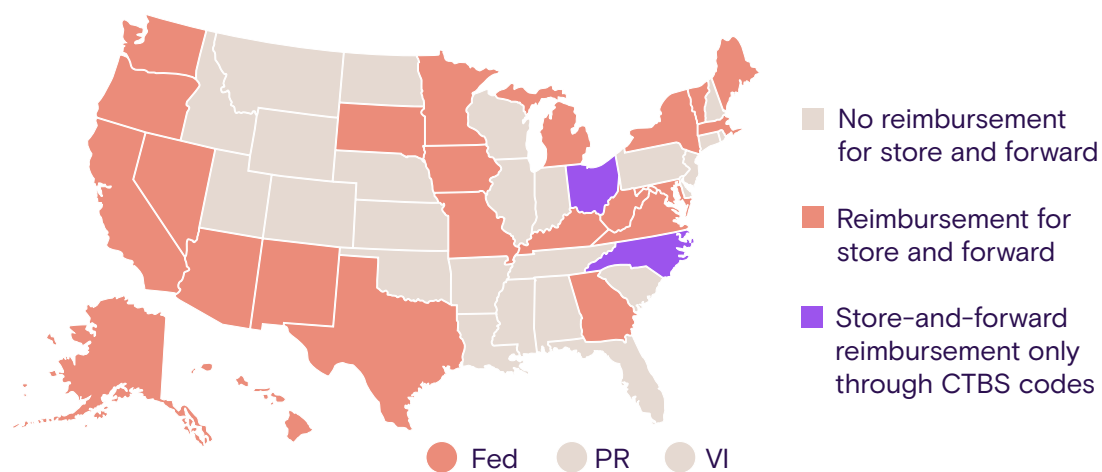 No reimbursement
for store and forward
Reimbursement for
store and forward
Store-and-forward
reimbursement only
through CTBS codes
Fed PR VI